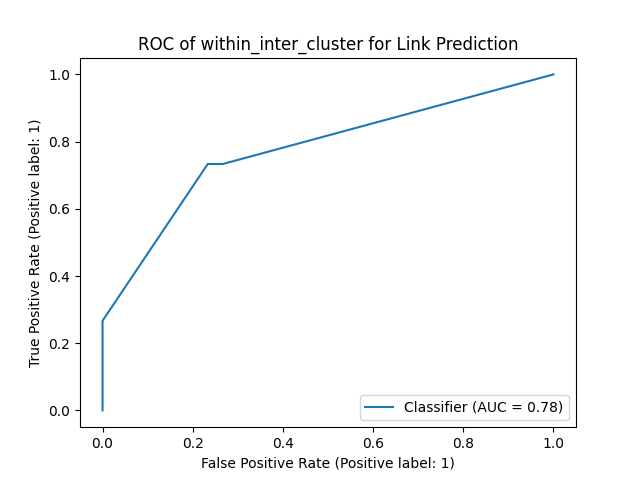 ROC of within_inter_cluster for Link Prediction
True Positive Rate (Positive label: 1)
1.0
0.8
0.6
0.4
0.2
0.0
Classifier (AUC = 0.78)
0.0 0.2 0.4 0.6 0.8 1.0
False Positive Rate (Positive label: 1)